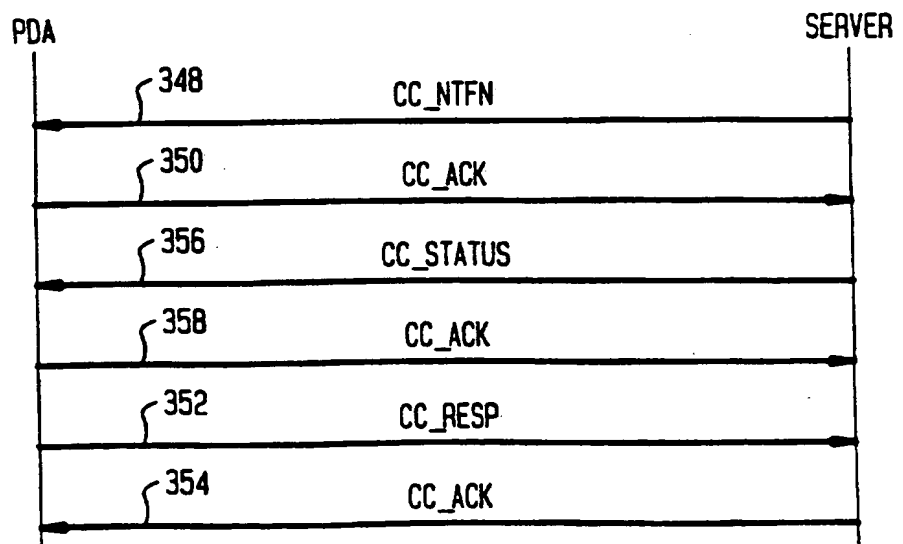 PDA SERVER
348 CC_NTFN
350 CC_ACK
356 CC_STATUS
358 CC_ACK
352 CC_RESP
354 CC_ACK